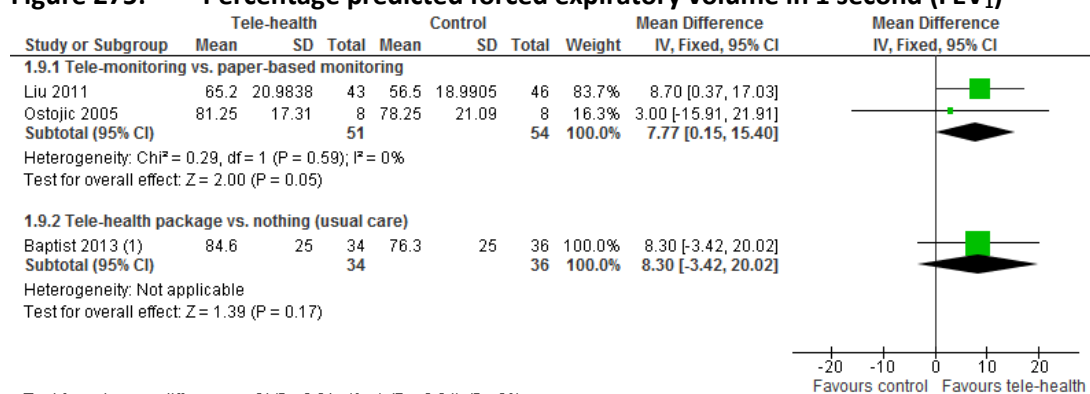 Figure 273: Percentage predicted forced expiratory volume in 1 second (FEV1)
Tele-health Control Mean Difference Mean Difference
Study or Subgroup Mean SD Total Mean SD Total Weight IV, Fixed, 95% CI IV, Fixed, 95% CI
1.9.1 Tele-monitoring vs. paper-based monitoring
Liu 2011 65.2 20.9838 43 56.5 18.9905 46 83.7% 8.70 [0.37, 17.03]
Ostojic 2005 81.25 17.31 8 78.25 21.09 8 16.3% 3.00 [-15.91, 21.91]
Subtotal (95% CI) 51 54 100.0% 7.77 [0.15, 15.40]
Heterogeneity: Chi² = 0.29, df = 1 (P = 0.59); I² = 0%
Test for overall effect: Z = 2.00 (P = 0.05)
1.9.2 Tele-health package vs. nothing (usual care)
Baptist 2013 (1) 84.6 25 34 76.3 25 36 100.0% 8.30 [-3.42, 20.02]
Subtotal (95% CI) 34 36 100.0% 8.30 [-3.42, 20.02]
Heterogeneity: Not applicable
Test for overall effect: Z = 1.39 (P = 0.17)
-20 -10 0 10 20
Favours control Favours tele-health